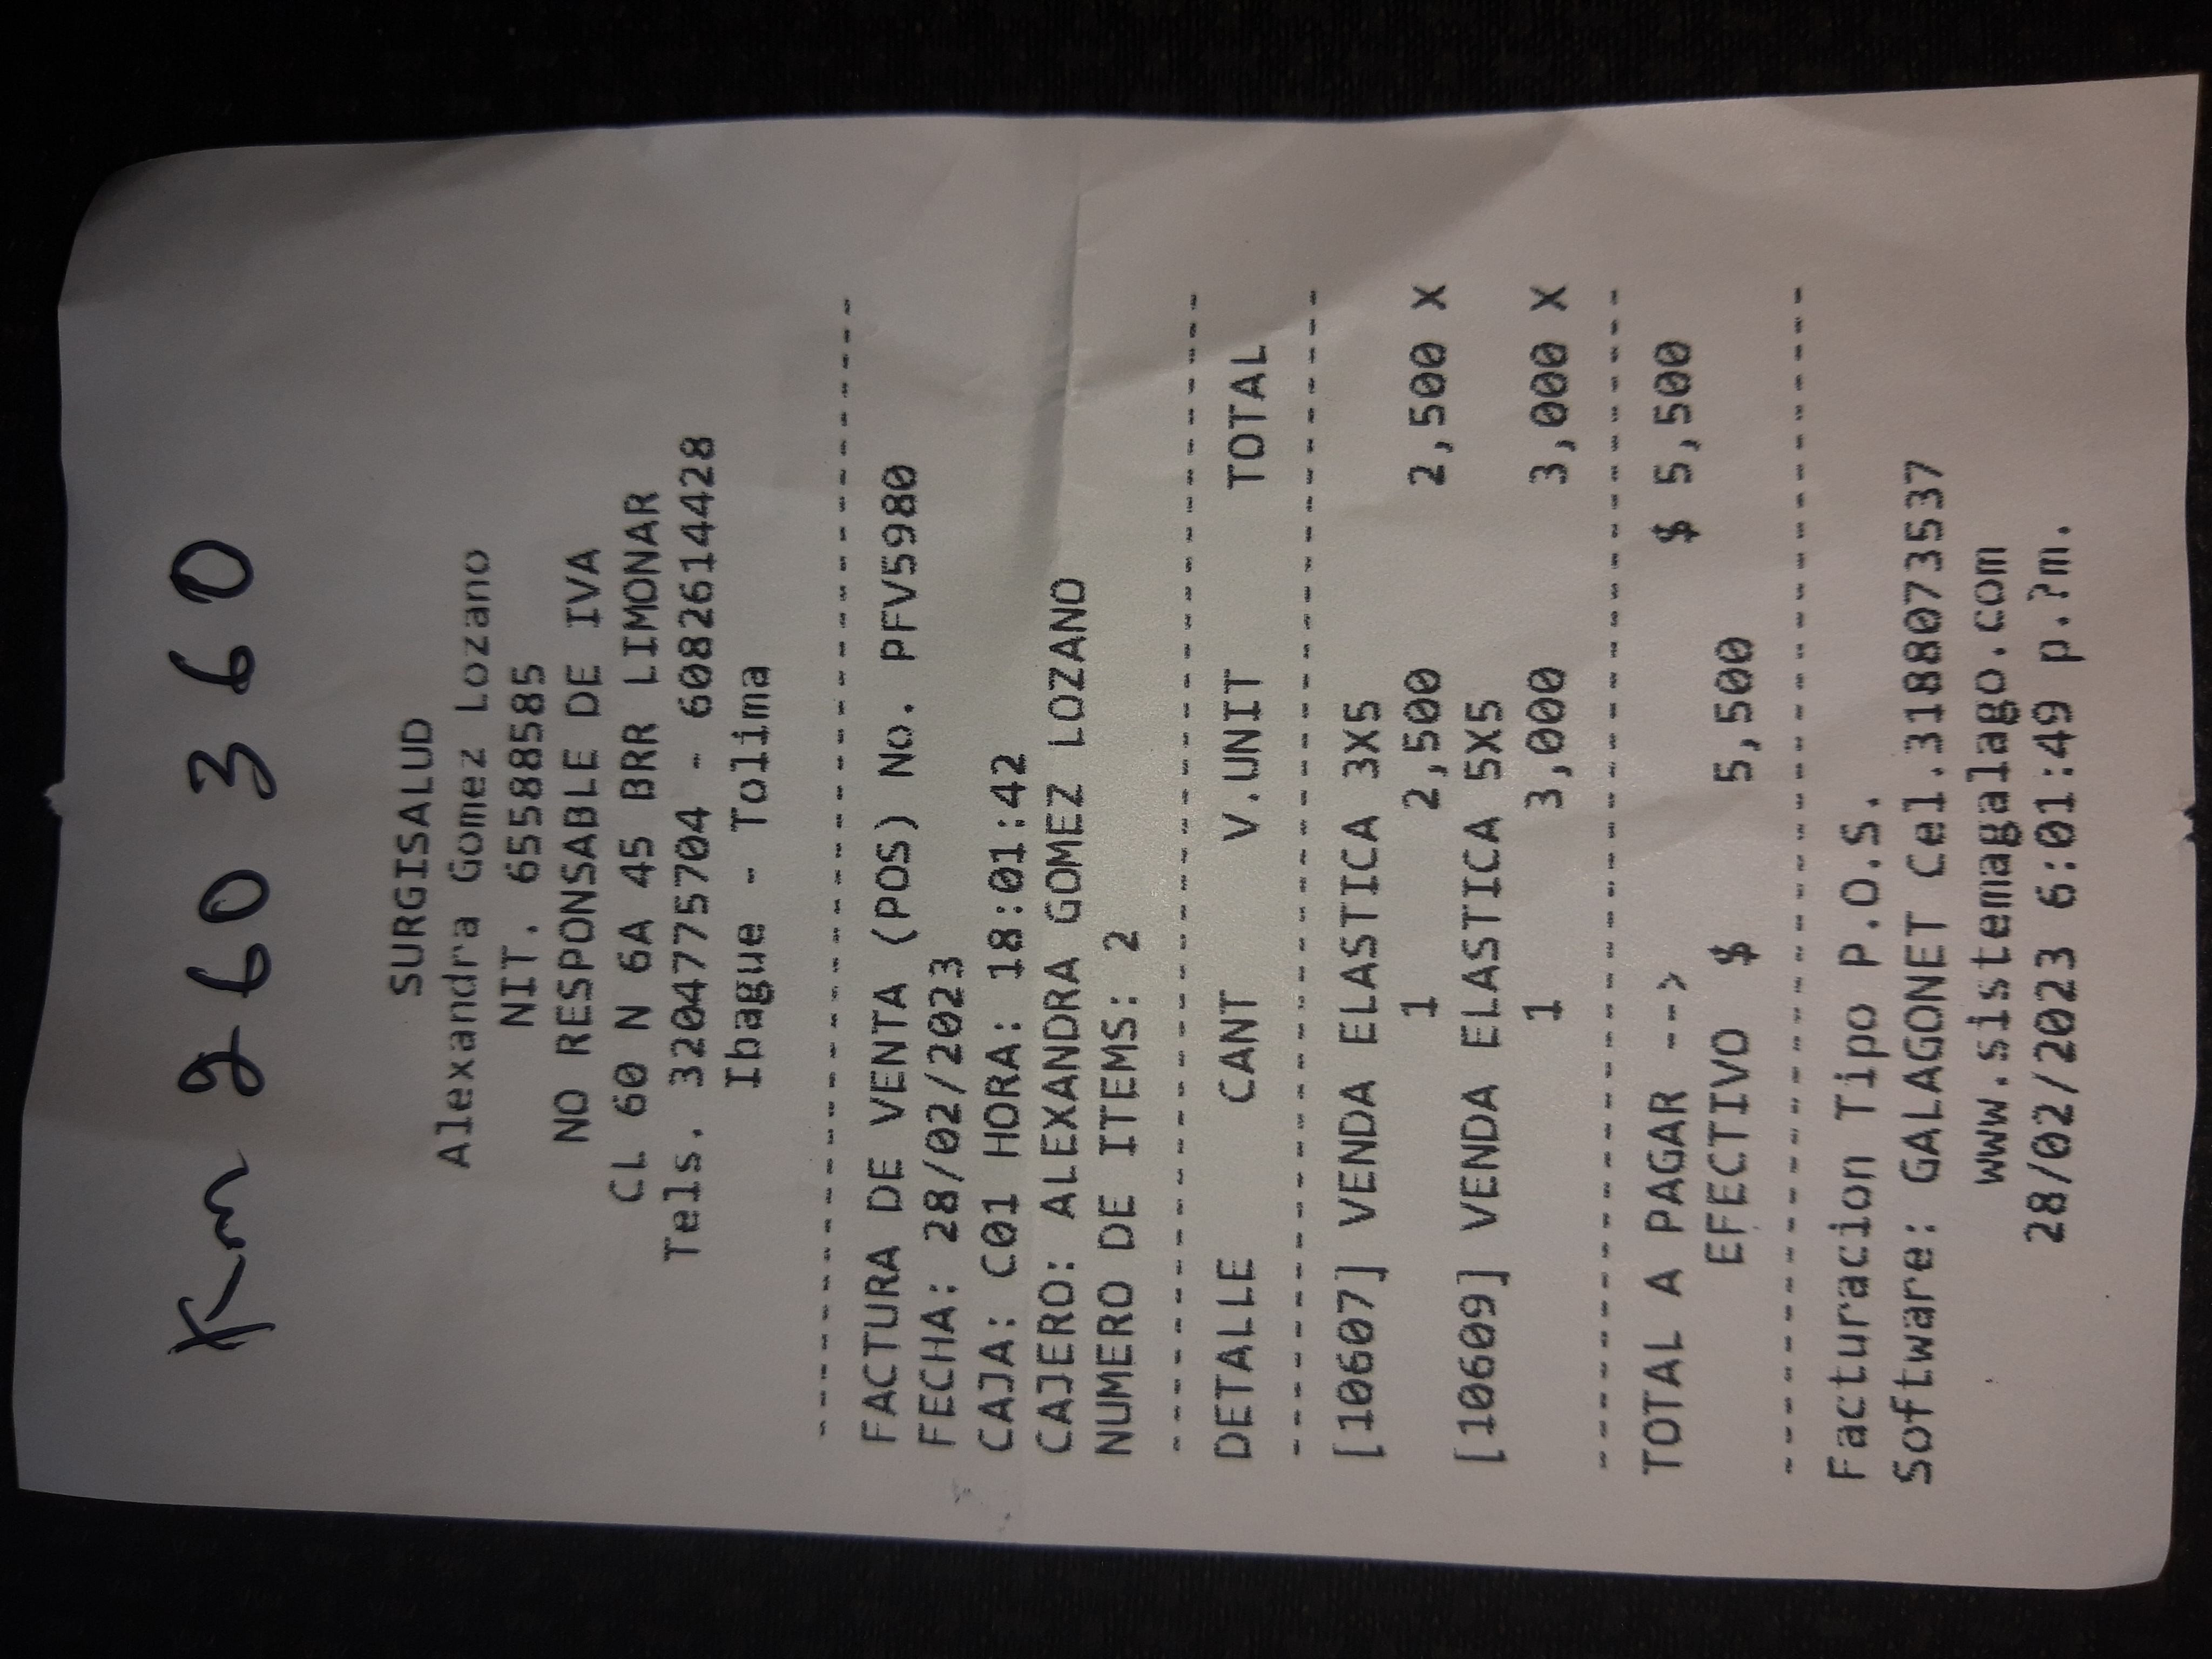 Km 260 360
SURGISALUD
Alexandra Gomez Lozano
NIT. 65588585
NO RESPONSABLE DE IVA
CL 60 N 6A 45 BRR LIMONAR
Tels. 3204775704 - 6082614428
Ibague - Tolima
--------------------------------
FACTURA DE VENTA (POS) No. PFV5980
FECHA: 28/02/2023
CAJA: C01 HORA: 18:01:42
CAJERO: ALEXANDRA GOMEZ LOZANO
NUMERO DE ITEMS: 2
--------------------------------
DETALLE CANT V.UNIT TOTAL
--------------------------------
[10607] VENDA ELASTICA 3X5
1 2,500 2,500 X
[10609] VENDA ELASTICA 5X5
1 3,000 3,000 X
--------------------------------
TOTAL A PAGAR --> $ 5,500
EFECTIVO $ 5,500
--------------------------------
Facturacion Tipo P.O.S.
Software: GALAGONET Cel.3188073537
www.sistemagalago.com
28/02/2023 6:01:49 p.?m.